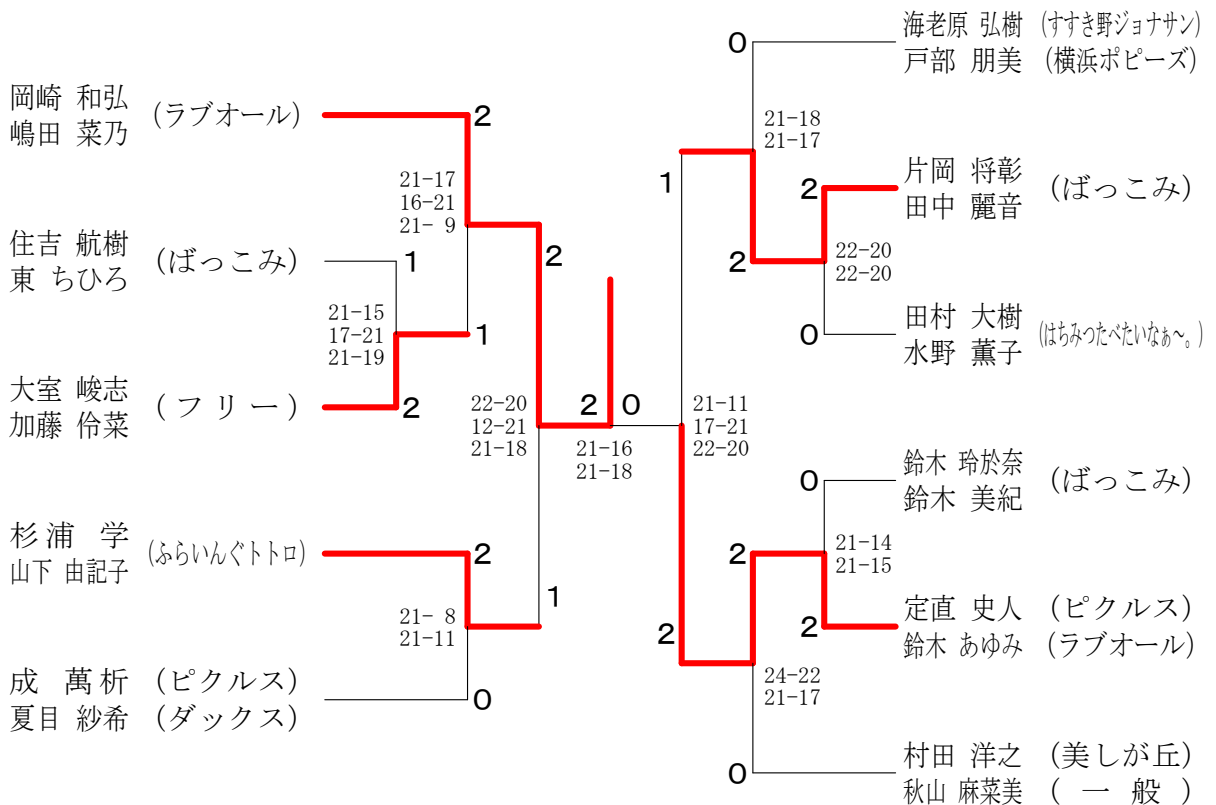 岡崎 和弘
嶋田 菜乃
(ラブオール)
2
21-17
16-21
21- 9
住吉 航樹
東 ちひろ
(ばっこみ)
1
2
21-15
17-21
21-19
1
大室 峻志
加藤 伶菜
(フリー)
2
22-20
12-21
21-18
2
0
21-16
21-18
杉浦 学
山下 由記子
(ふらいんぐトトロ)
2
21- 8
21-11
1
成 萬析
夏目 紗希
(ピクルス)
(ダックス)
0
海老原 弘樹 (すすき野ジョナサン)
戸部 朋美 (横浜ポピーズ)
0
21-18
21-17
1
片岡 将彰
田中 麗音
(ばっこみ)
2
2
22-20
22-20
田村 大樹
水野 薫子
(はちみつたべたいなぁ~。)
0
21-11
17-21
22-20
鈴木 玲於奈
鈴木 美紀
(ばっこみ)
0
2
21-14
21-15
定直 史人 (ピクルス)
鈴木 あゆみ (ラブオール)
2
2
24-22
21-17
村田 洋之 (美しが丘)
秋山 麻菜美 (一般)
0